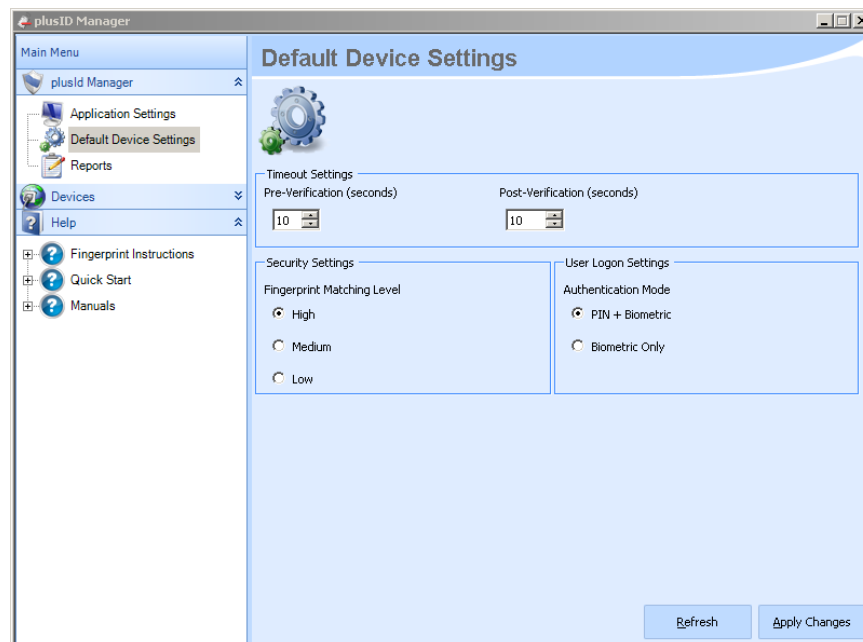 plusID Manager
Main Menu
plusId Manager
Application Settings
Default Device Settings
Reports
Devices
Help
Fingerprint Instructions
Quick Start
Manuals
Default Device Settings
Timeout Settings
Pre-Verification (seconds)
Post-Verification (seconds)
10
10
Security Settings
Fingerprint Matching Level
High
Medium
Low
User Logon Settings
Authentication Mode
PIN + Biometric
Biometric Only
Refresh
Apply Changes